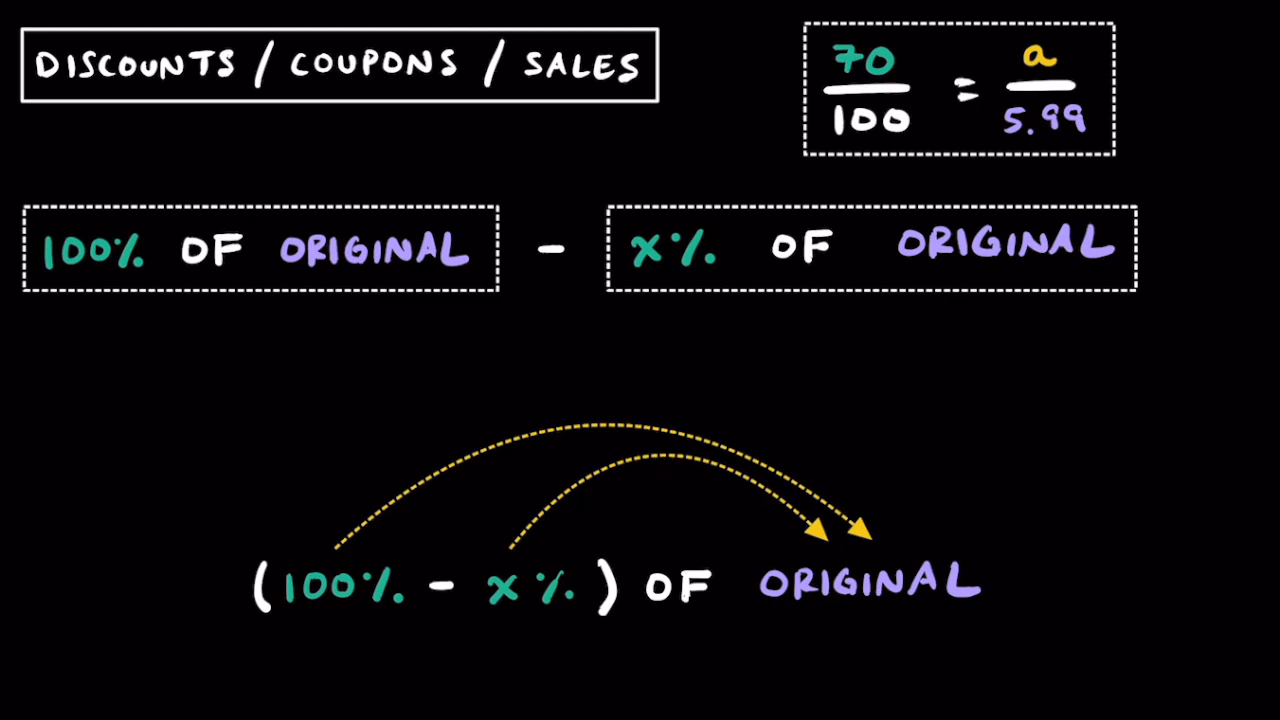 DISCOUNTS / COUPONS / SALES
70/100 = a/5.99
100% OF ORIGINAL - x% OF ORIGINAL
(100% - x%) OF ORIGINAL